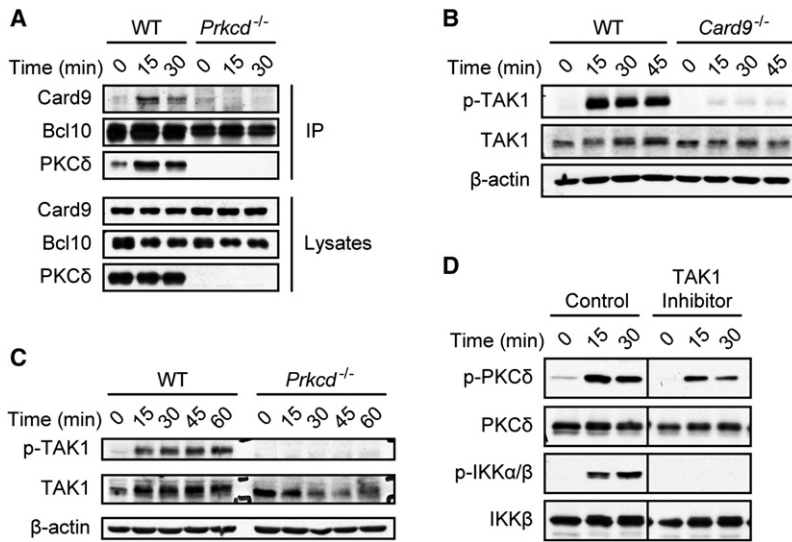 A
WT Prkcd-/-
Time (min) 0 15 30 0 15 30
Card9
Bcl10
PKCδ
IP
Card9
Bcl10
PKCδ
Lysates
B
WT Card9-/-
Time (min) 0 15 30 45 0 15 30 45
p-TAK1
TAK1
β-actin
C
WT Prkcd-/-
Time (min) 0 15 30 45 60 0 15 30 45 60
p-TAK1
TAK1
β-actin
D
TAK1
Control Inhibitor
Time (min) 0 15 30 0 15 30
p-PKCδ
PKCδ
p-IKKα/β
IKKβ